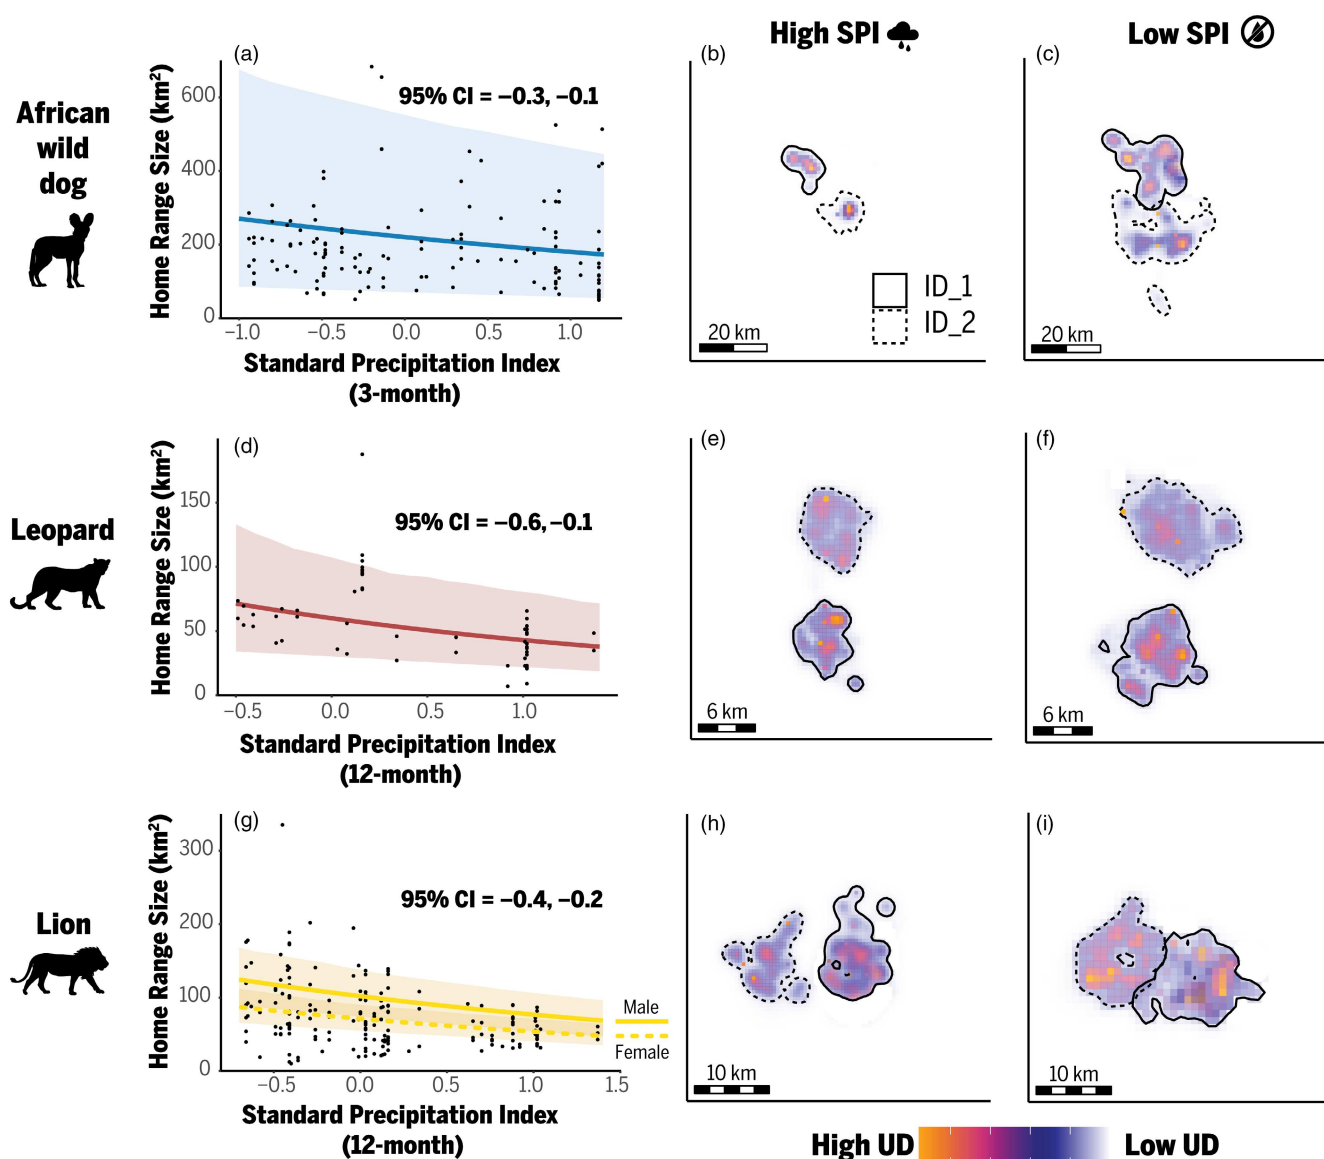 High SPI
Low SPI
African
wild
dog
(a)
Home Range Size (km²)
600
400
200
0
95% CI = –0.3, –0.1
−1.0
−0.5
0.0
0.5
1.0
Standard Precipitation Index
(3-month)
(b)
ID_1
ID_2
20 km
(c)
20 km
Leopard
(d)
Home Range Size (km²)
150
100
50
0
95% CI = –0.6, –0.1
−0.5
0.0
0.5
1.0
Standard Precipitation Index
(12-month)
(e)
6 km
(f)
6 km
Lion
(g)
Home Range Size (km²)
300
200
100
0
95% CI = –0.4, –0.2
Male
Female
−0.5
0.0
0.5
1.0
1.5
Standard Precipitation Index
(12-month)
(h)
10 km
(i)
10 km
High UD
Low UD